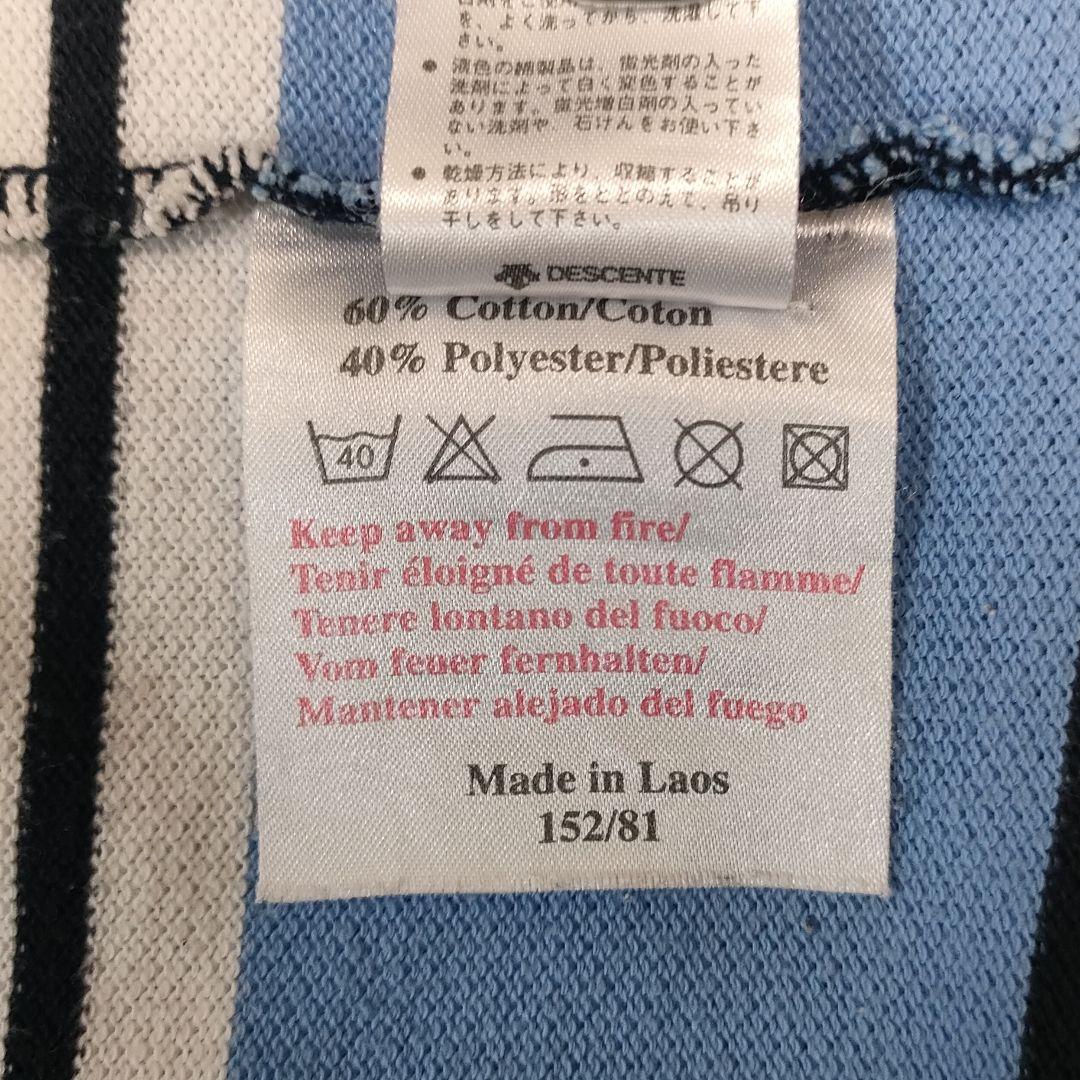 を、よく洗ってから、洗濯して下
さい。
● 淡色の綿製品は、蛍光剤の入った
洗剤によって白く変色することが
あります。蛍光増白剤の入ってい
ない洗剤や、石けんをお使い下さ
い。
● 乾燥方法により、収縮することが
あります。形をととのえて、吊り
干しをして下さい。
DESCENTE
60% Cotton/Coton
40% Polyester/Poliestere
40
Keep away from fire/
Tenir éloigné de toute flamme/
Tenere lontano del fuoco/
Vom feuer fernhalten/
Mantener alejado del fuego
Made in Laos
152/81